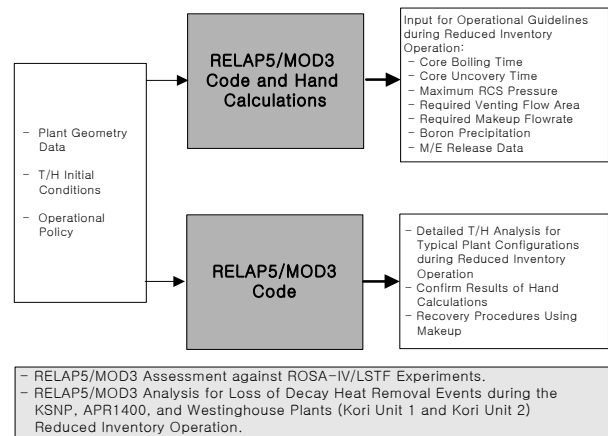 – Plant Geometry
Data
– T/H Initial
Conditions
– Operational
Policy
RELAP5/MOD3
Code and Hand
Calculations
Input for Operational Guidelines
during Reduced Inventory
Operation:
– Core Boiling Time
– Core Uncovery Time
– Maximum RCS Pressure
– Required Venting Flow Area
– Required Makeup Flowrate
– Boron Precipitation
– M/E Release Data
RELAP5/MOD3
Code
– Detailed T/H Analysis for
Typical Plant Configurations
during Reduced Inventory
Operation
– Confirm Results of Hand
Calculations
– Recovery Procedures Using
Makeup
– RELAP5/MOD3 Assessment against ROSA-IV/LSTF Experiments.
– RELAP5/MOD3 Analysis for Loss of Decay Heat Removal Events during the
KSNP, APR1400, and Westinghouse Plants (Kori Unit 1 and Kori Unit 2)
Reduced Inventory Operation.